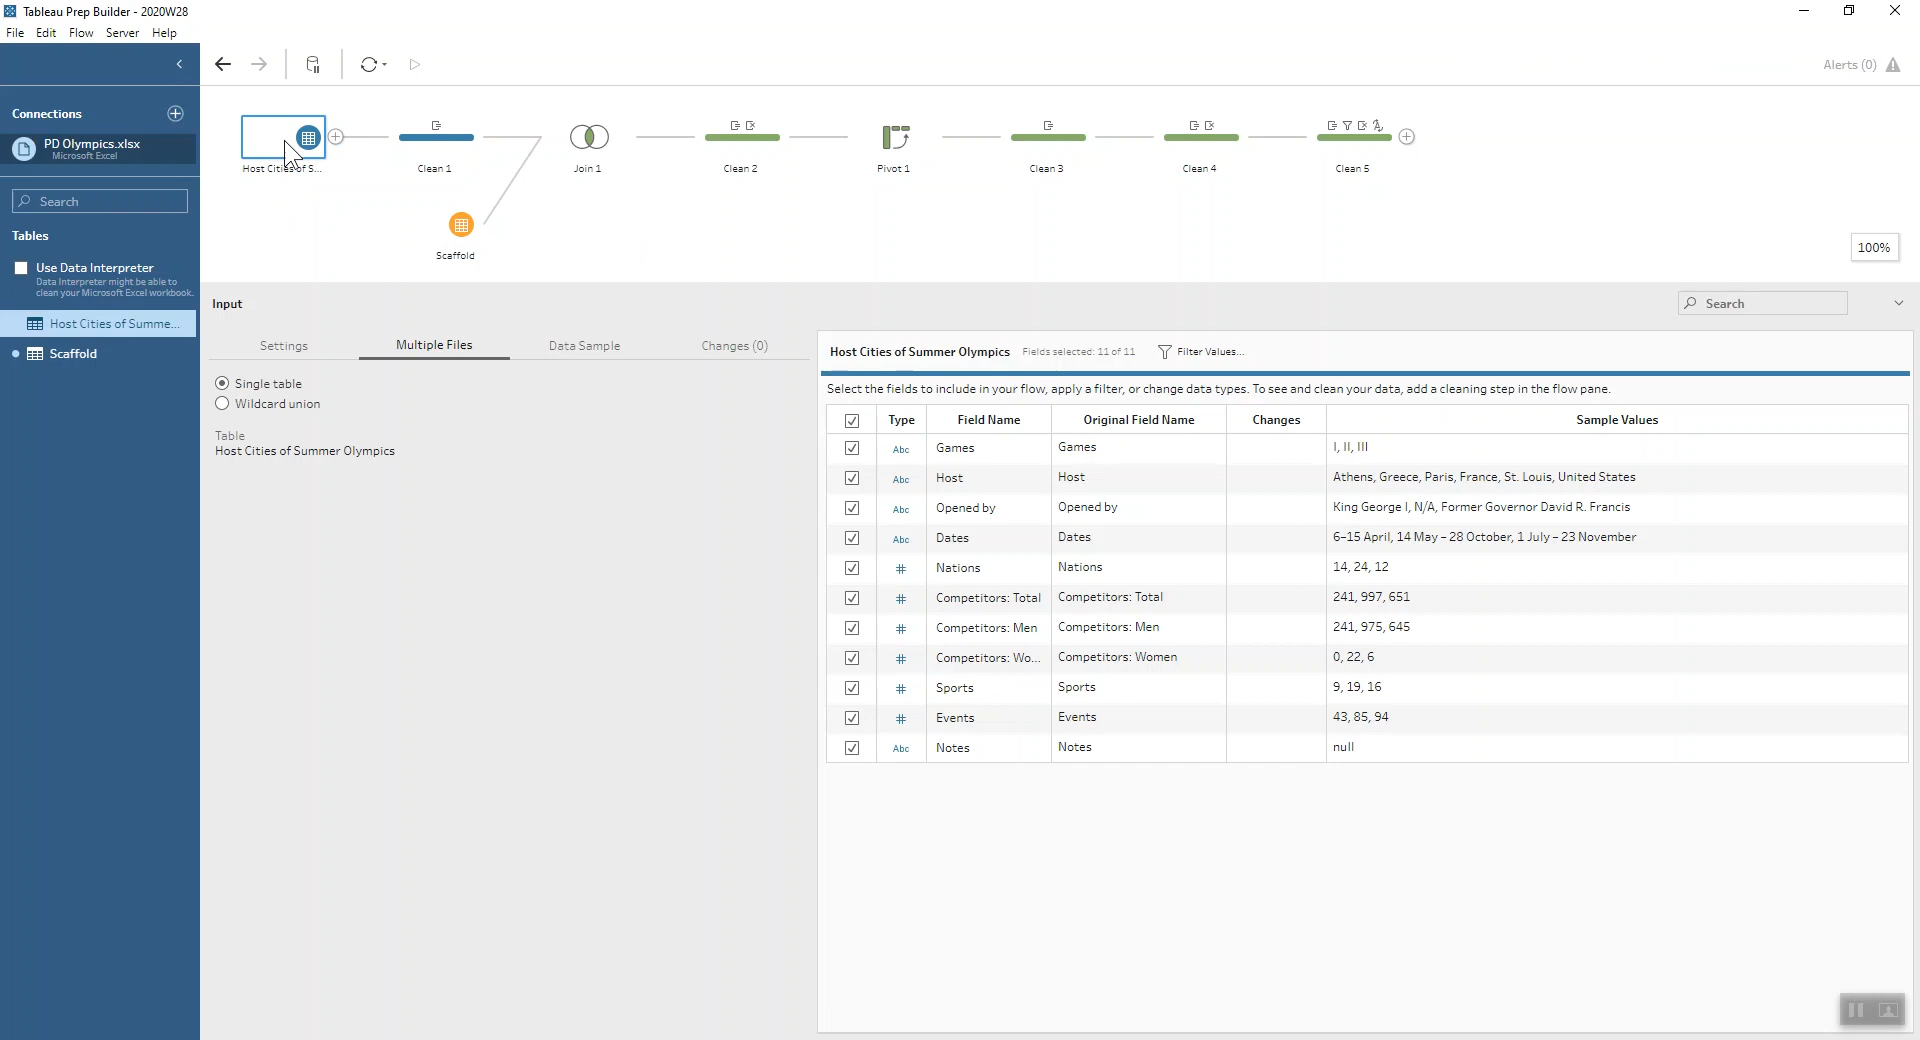 Tableau Prep Builder - 2020W28
File Edit Flow Server Help
Alerts (0)
Connections
PD Olympics.xlsx
Microsoft Excel
Search
Tables
Use Data Interpreter
Data Interpreter might be able to
clean your Microsoft Excel workbook.
Host Cities of Summe...
Scaffold
Host Cities of S...
Clean 1
Join 1
Clean 2
Pivot 1
Clean 3
Clean 4
Clean 5
Scaffold
100%
Input
Search
Settings
Multiple Files
Data Sample
Changes (0)
Single table
Wildcard union
Table
Host Cities of Summer Olympics
Host Cities of Summer Olympics Fields selected: 11 of 11 Filter Values...
Select the fields to include in your flow, apply a filter, or change data types. To see and clean your data, add a cleaning step in the flow pane.
Type Field Name Original Field Name Changes Sample Values
Abc Games Games I, II, III
Abc Host Host Athens, Greece, Paris, France, St. Louis, United States
Abc Opened by Opened by King George I, N/A, Former Governor David R. Francis
Abc Dates Dates 6–15 April, 14 May – 28 October, 1 July – 23 November
# Nations Nations 14, 24, 12
# Competitors: Total Competitors: Total 241, 997, 651
# Competitors: Men Competitors: Men 241, 975, 645
# Competitors: Wo... Competitors: Women 0, 22, 6
# Sports Sports 9, 19, 16
# Events Events 43, 85, 94
Abc Notes Notes null